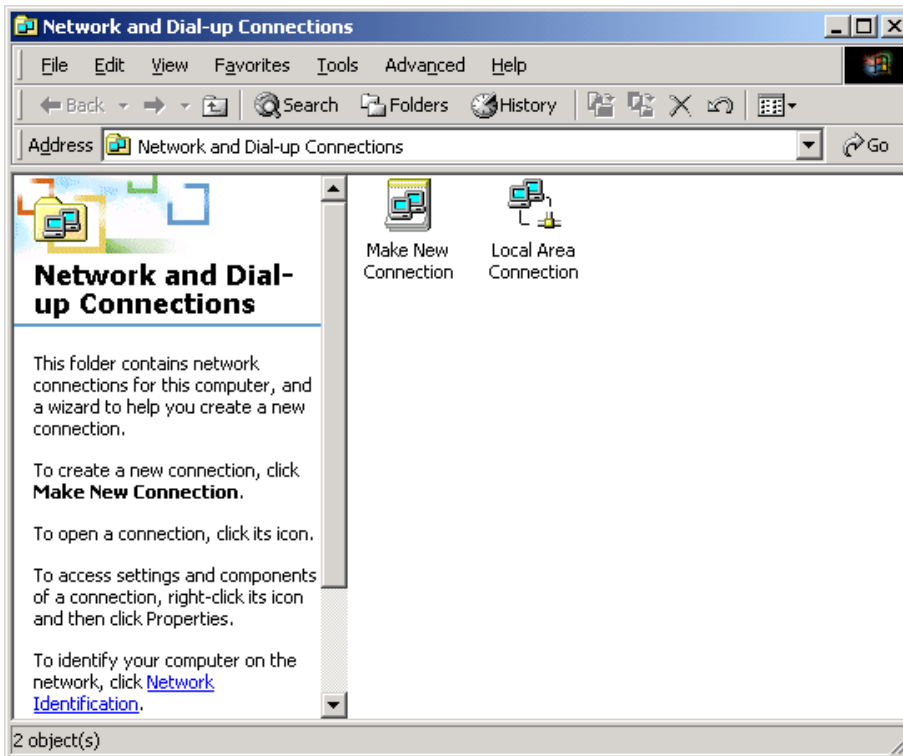 Network and Dial-up Connections
File Edit View Favorites Tools Advanced Help
Back Search Folders History
Address Network and Dial-up Connections Go
Network and Dial-
up Connections
This folder contains network
connections for this computer, and
a wizard to help you create a new
connection.
To create a new connection, click
Make New Connection.
To open a connection, click its icon.
To access settings and components
of a connection, right-click its icon
and then click Properties.
To identify your computer on the
network, click Network
Identification.
Make New
Connection
Local Area
Connection
2 object(s)